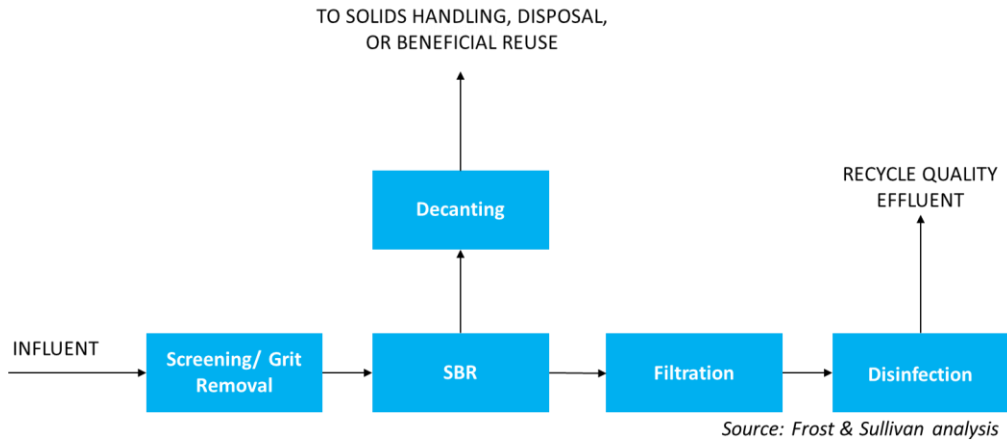 TO SOLIDS HANDLING, DISPOSAL,
OR BENEFICIAL REUSE
Decanting
RECYCLE QUALITY
EFFLUENT
INFLUENT
Screening/ Grit
Removal
SBR
Filtration
Disinfection
Source: Frost & Sullivan analysis